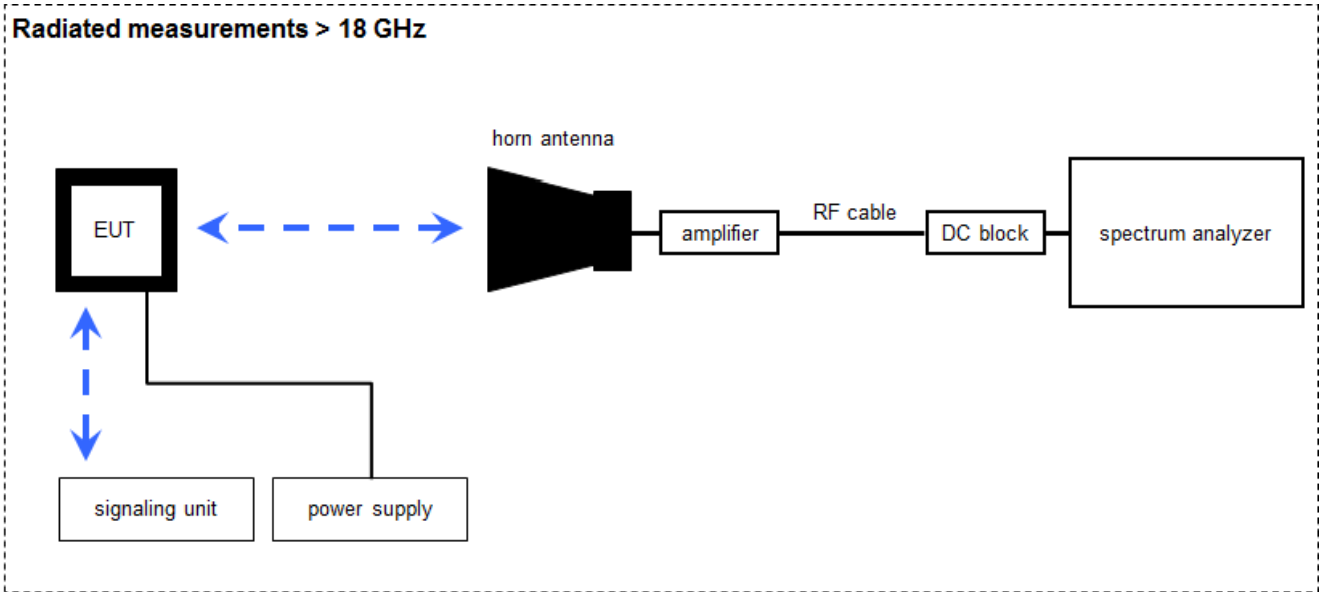 Radiated measurements > 18 GHz
horn antenna
EUT
amplifier
RF cable
DC block
spectrum analyzer
signaling unit
power supply